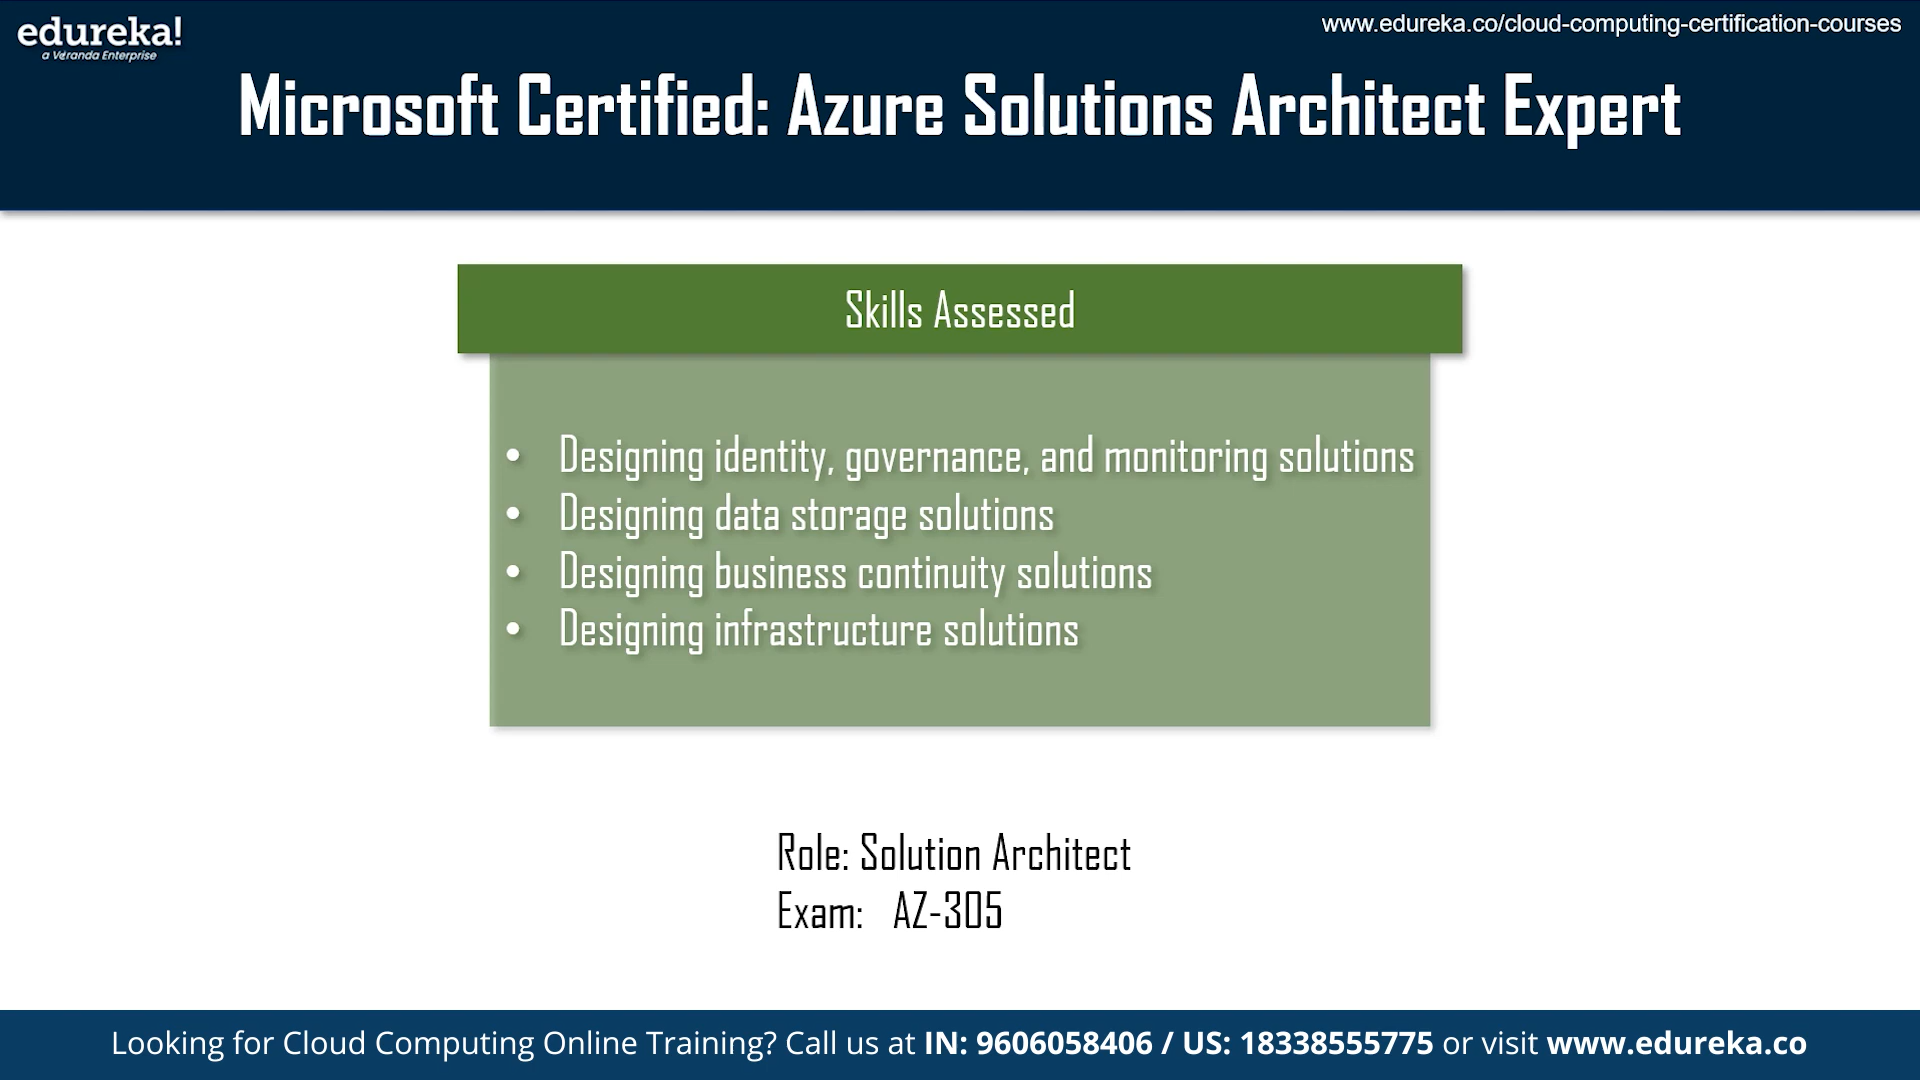 edureka!
a Veranda Enterprise
www.edureka.co/cloud-computing-certification-courses
Microsoft Certified: Azure Solutions Architect Expert
Skills Assessed
• Designing identity, governance, and monitoring solutions
• Designing data storage solutions
• Designing business continuity solutions
• Designing infrastructure solutions
Role: Solution Architect
Exam: AZ-305
Looking for Cloud Computing Online Training? Call us at IN: 9606058406 / US: 18338555775 or visit www.edureka.co